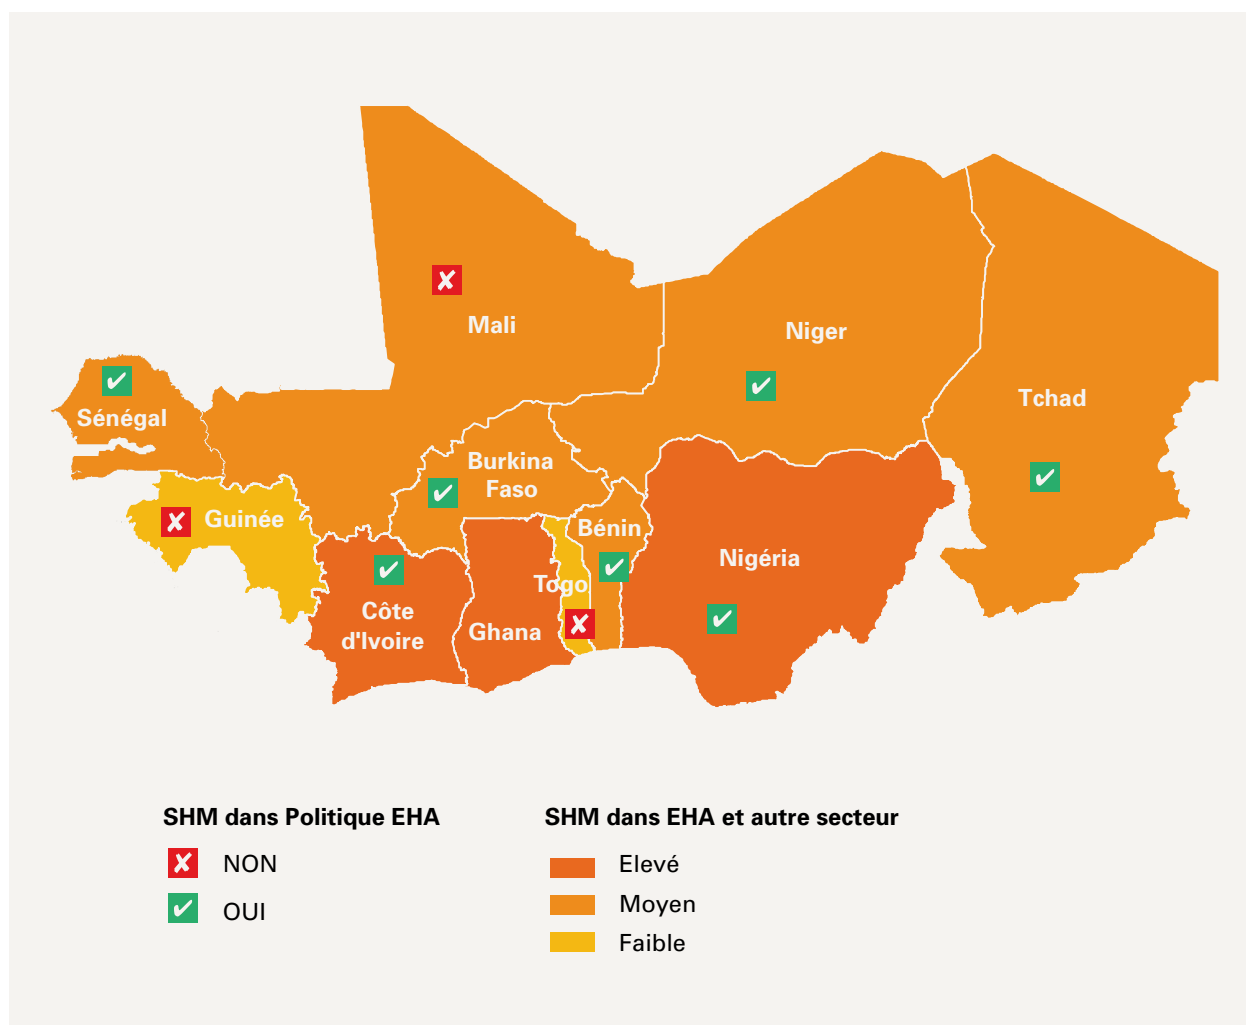 Mali
Niger
Tchad
Sénégal
Burkina
Faso
Guinée
Bénin
Nigéria
Togo
Côte
d'Ivoire
Ghana
SHM dans Politique EHA
NON
OUI
SHM dans EHA et autre secteur
Elevé
Moyen
Faible